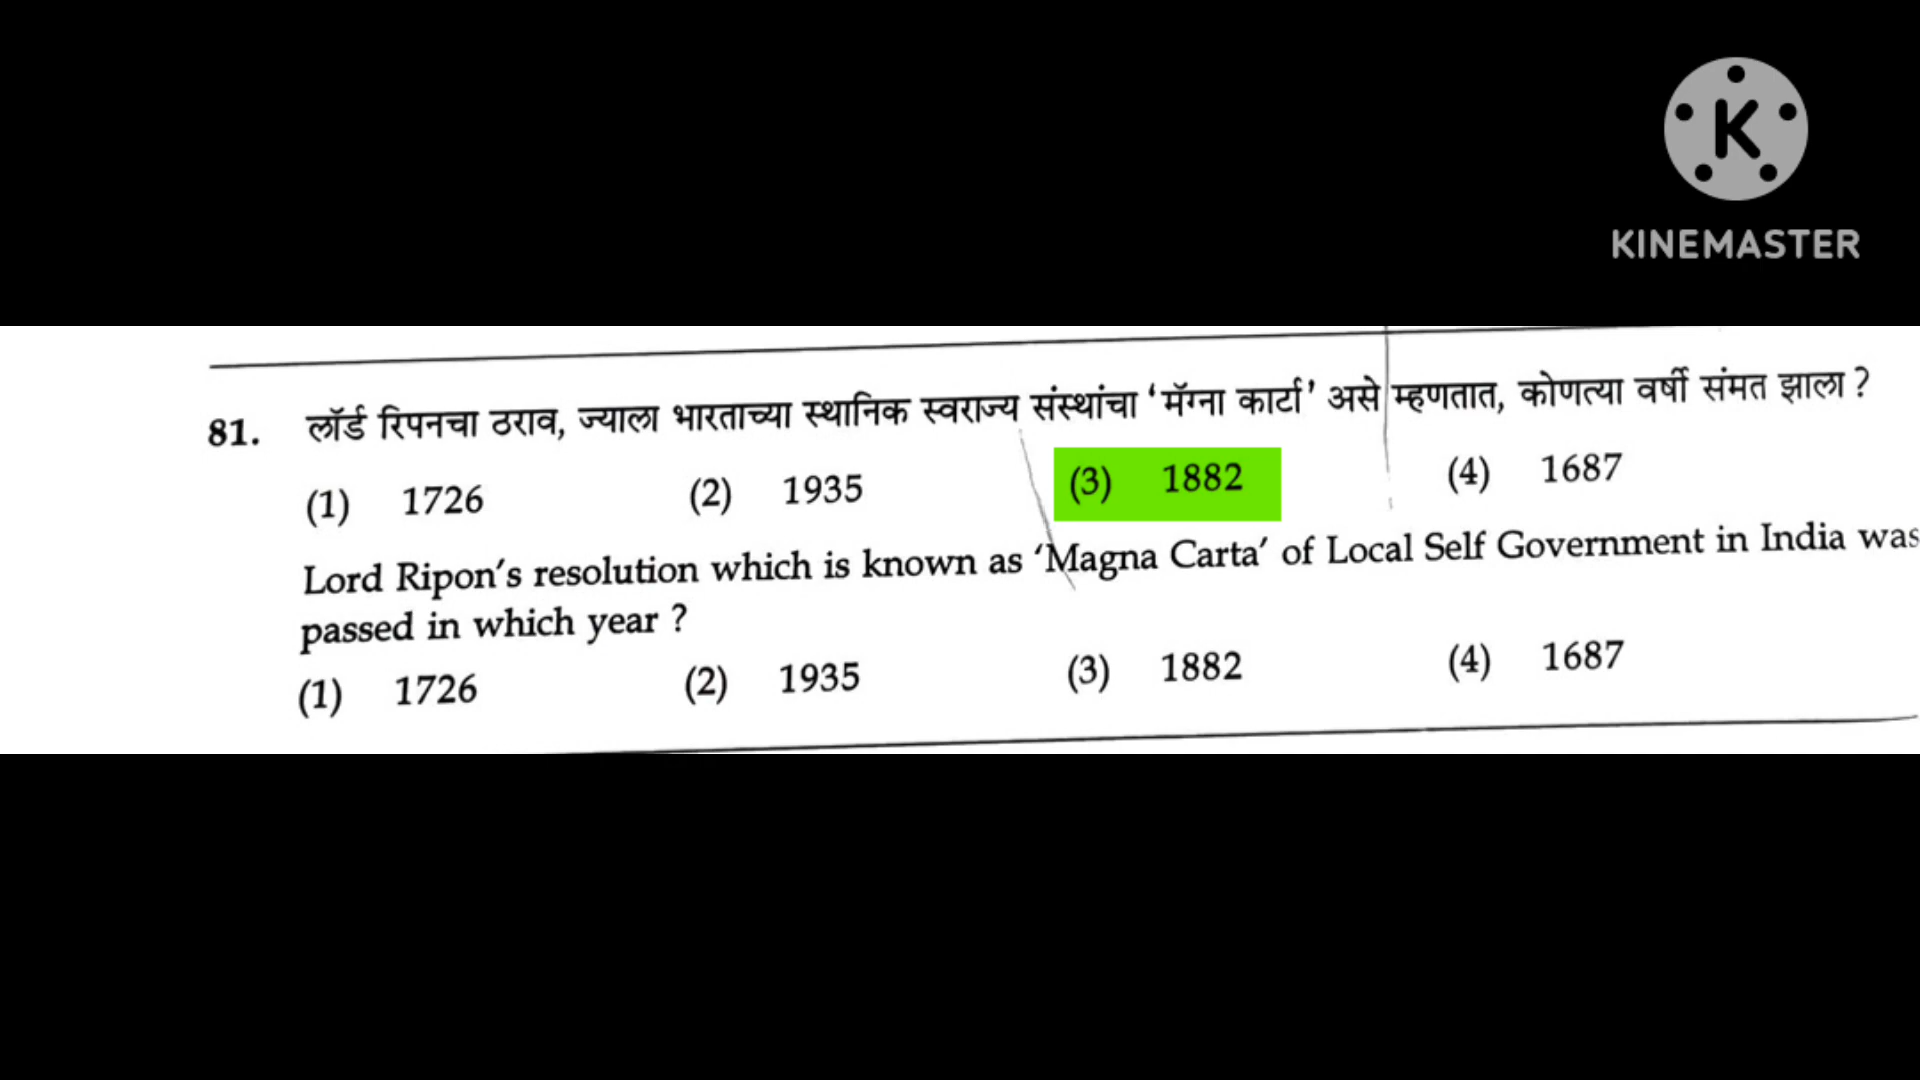 K
KINEMASTER
81. लॉर्ड रिपनचा ठराव, ज्याला भारताच्या स्थानिक स्वराज्य संस्थांचा ‘मॅग्ना कार्टा’ असे म्हणतात, कोणत्या वर्षी संमत झाला ?
(1) 1726 (2) 1935 (3) 1882 (4) 1687
Lord Ripon’s resolution which is known as ‘Magna Carta’ of Local Self Government in India was
passed in which year ?
(1) 1726 (2) 1935 (3) 1882 (4) 1687